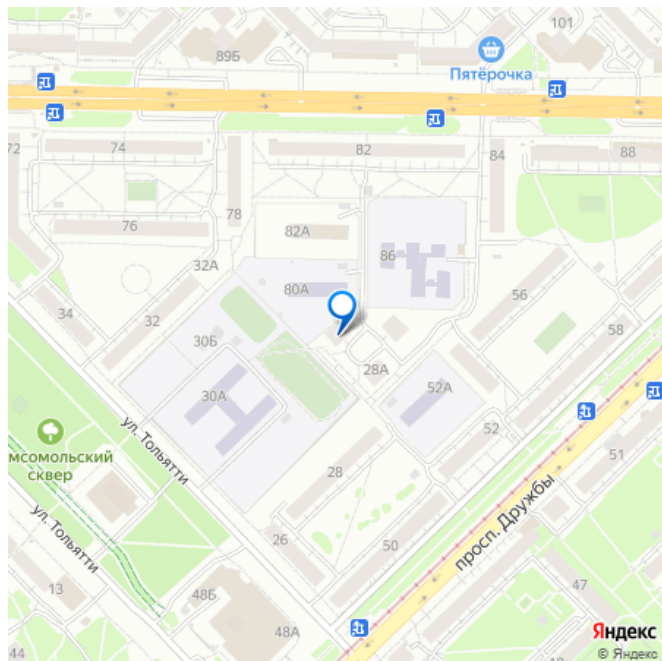 101
89Б
Пятёрочка
72
74
82
84
88
76
78
82А
86
32А
80А
56
34
32
30Б
58
28А
30А
52А
ул. Тольятти
мсомольский
сквер
52
51
28
просп. Дружбы
ул. Тольятти
26
50
13
47
48Б
48А
44
Яндекс
© Яндекс